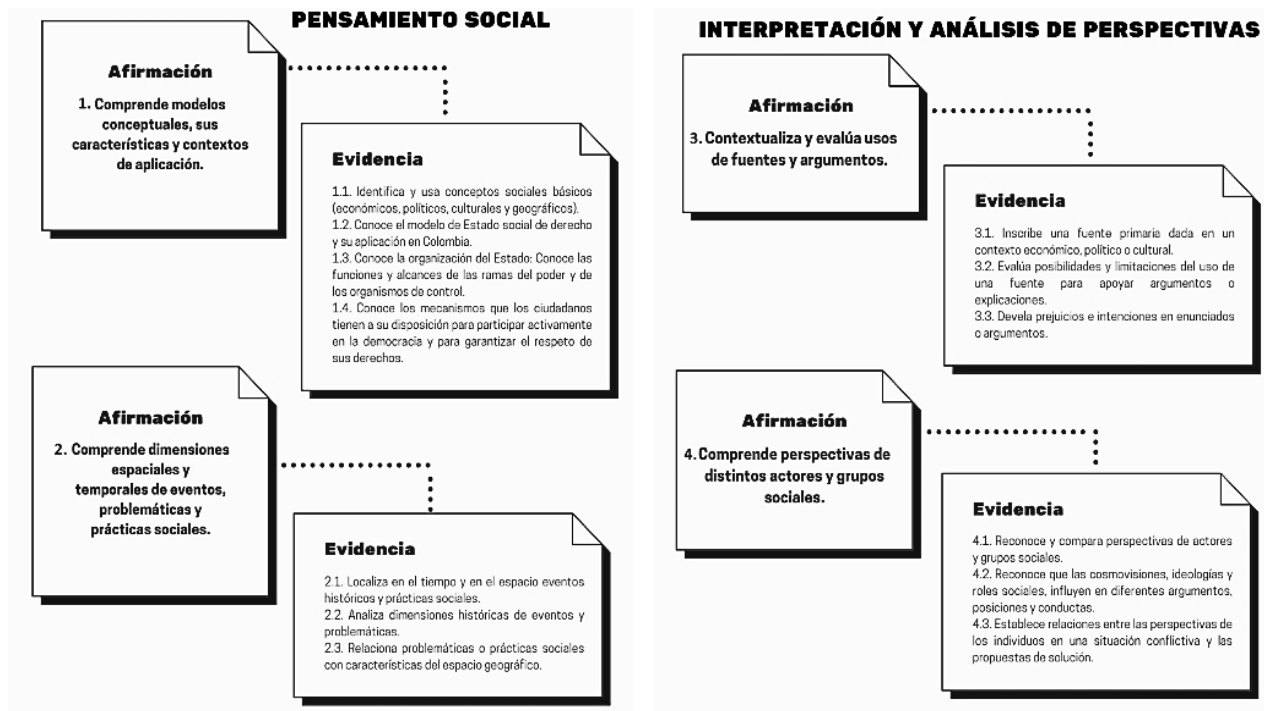 PENSAMIENTO SOCIAL
Afirmación
1. Comprende modelos
conceptuales, sus
características y contextos
de aplicación.
Evidencia
1.1. Identifica y usa conceptos sociales básicos
(económicos, políticos, culturales y geográficos).
1.2. Conoce el modelo de Estado social de derecho
y su aplicación en Colombia.
1.3. Conoce la organización del Estado: Conoce las
funciones y alcances de las ramas del poder y de
los organismos de control.
1.4. Conoce los mecanismos que los ciudadanos
tienen a su disposición para participar activamente
en la democracia y para garantizar el respeto de
sus derechos.
Afirmación
2. Comprende dimensiones
espaciales y
temporales de eventos,
problemáticas y
prácticas sociales.
Evidencia
2.1. Localiza en el tiempo y en el espacio eventos
históricos y prácticas sociales.
2.2. Analiza dimensiones históricas de eventos y
problemáticas.
2.3. Relaciona problemáticas o prácticas sociales
con características del espacio geográfico.
INTERPRETACIÓN Y ANÁLISIS DE PERSPECTIVAS
Afirmación
3. Contextualiza y evalúa usos
de fuentes y argumentos.
Evidencia
3.1. Inscribe una fuente primaria dada en un
contexto económico, político o cultural.
3.2. Evalúa posibilidades y limitaciones del uso de
una fuente para apoyar argumentos o
explicaciones.
3.3. Devela prejuicios e intenciones en enunciados
o argumentos.
Afirmación
4. Comprende perspectivas de
distintos actores y grupos
sociales.
Evidencia
4.1. Reconoce y compara perspectivas de actores
y grupos sociales.
4.2. Reconoce que las cosmovisiones, ideologías y
roles sociales, influyen en diferentes argumentos,
posiciones y conductas.
4.3. Establece relaciones entre las perspectivas de
los individuos en una situación conflictiva y las
propuestas de solución.